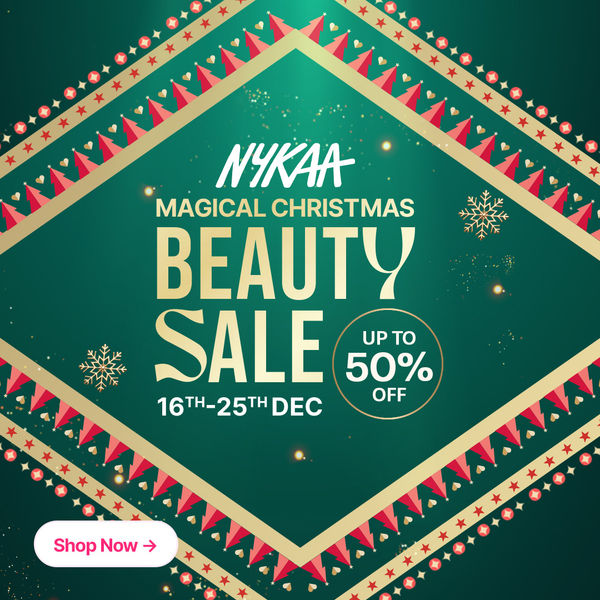 NYKAA
MAGICAL CHRISTMAS
BEAUTY
SALE
UP TO
50%
OFF
16TH-25TH DEC
Shop Now →